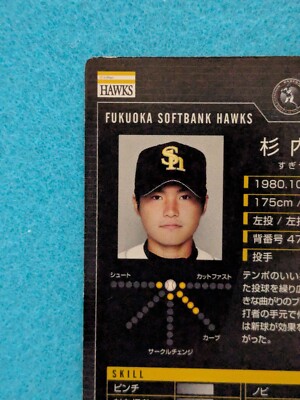 HAWKS
FUKUOKA SOFTBANK HAWKS
杉内
すぎ
SH
1980.10
175cm /
左投 / 左
背番号 47
投手
シュート
カットファスト
カーブ
サークルチェンジ
テンポのいい
た投球を繰り広
きな曲がりのブ
打者の手元で
は新球が効果を
がった。
SKILL
ピンチ
ノビ